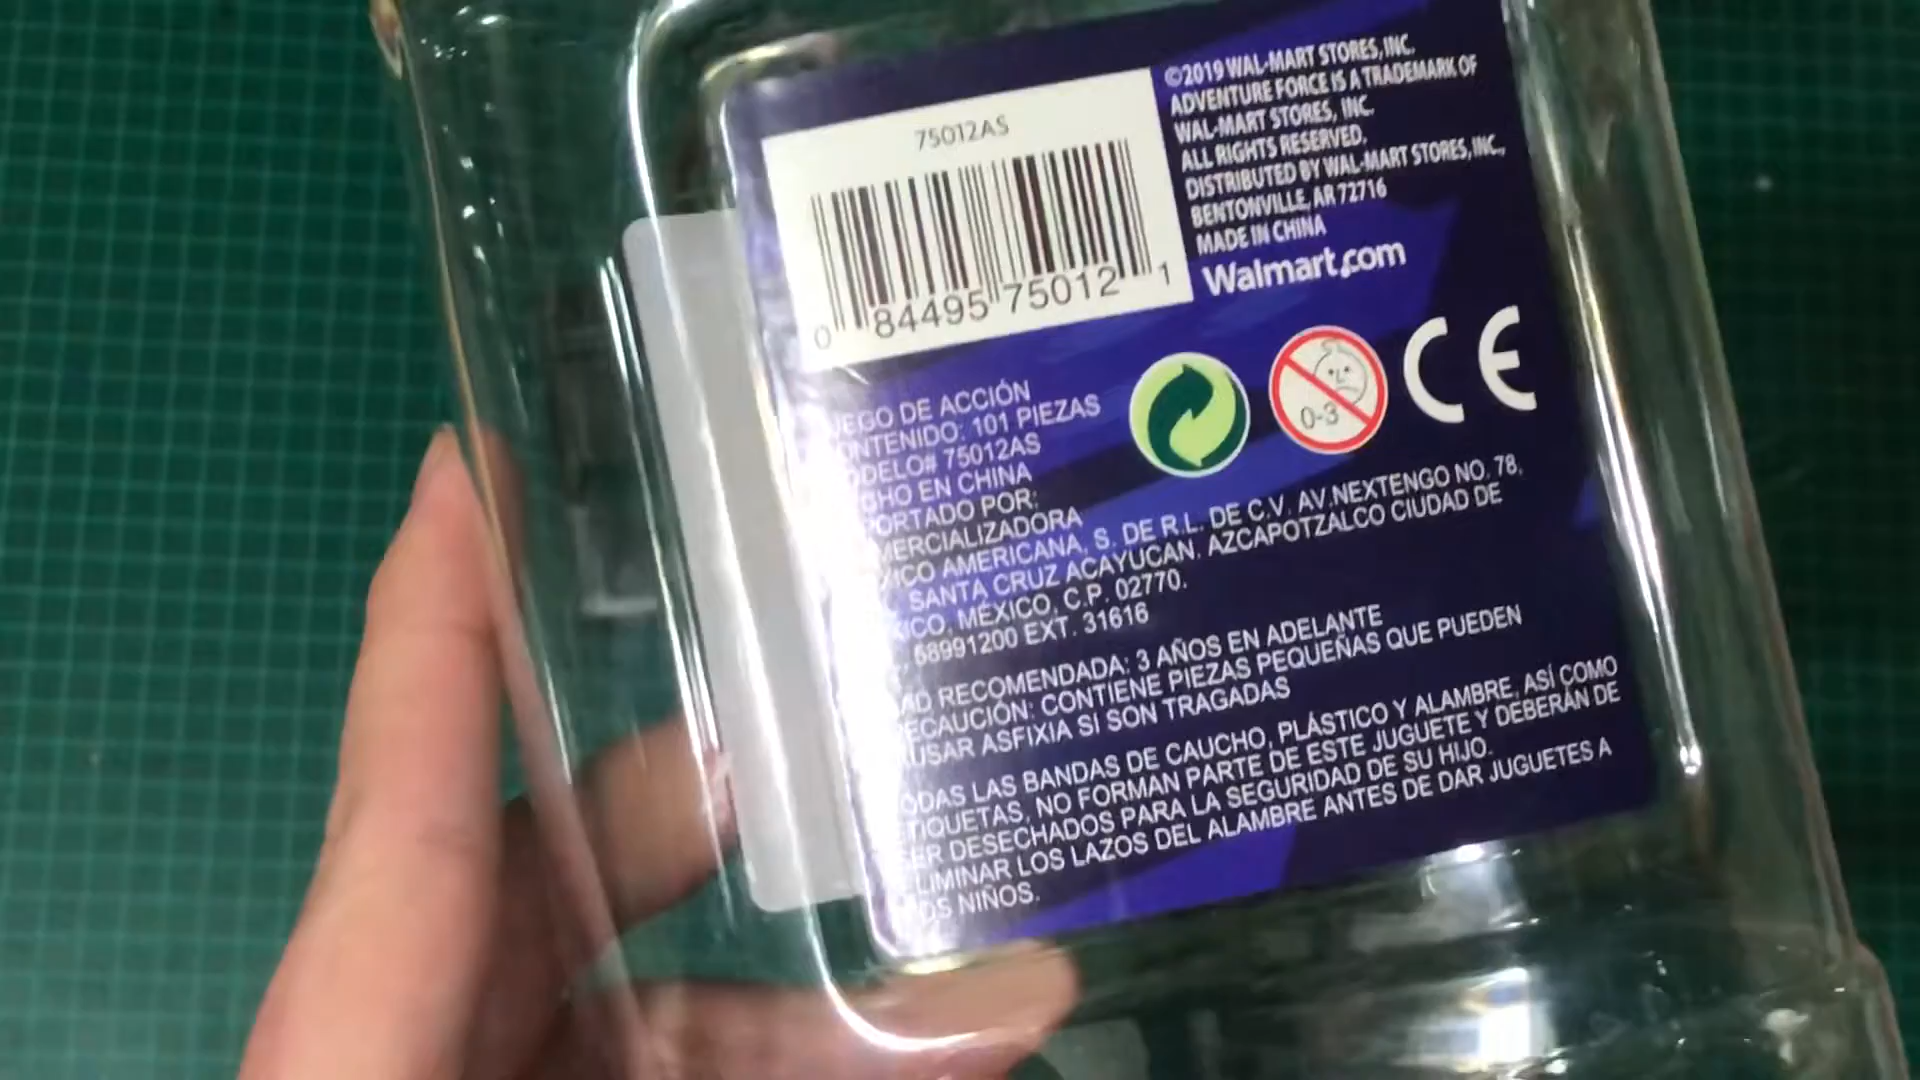 75012AS
0 84495 75012 1
©2019 WAL-MART STORES, INC.
ADVENTURE FORCE IS A TRADEMARK OF
WAL-MART STORES, INC.
ALL RIGHTS RESERVED.
DISTRIBUTED BY WAL-MART STORES, INC.,
BENTONVILLE, AR 72716
MADE IN CHINA
Walmart.com
0-3
CE
EGO DE ACCIÓN
ONTENIDO: 101 PIEZAS
DELO# 75012AS
CHO EN CHINA
PORTADO POR:
MERCIALIZADORA
ICO AMERICANA, S. DE R.L. DE C.V. AV.NEXTENGO NO. 78,
SANTA CRUZ ACAYUCAN. AZCAPOTZALCO CIUDAD DE
XICO, MÉXICO, C.P. 02770.
58991200 EXT. 31616
AD RECOMENDADA: 3 AÑOS EN ADELANTE
ECAUCIÓN: CONTIENE PIEZAS PEQUEÑAS QUE PUEDEN
USAR ASFIXIA SI SON TRAGADAS
ODAS LAS BANDAS DE CAUCHO, PLÁSTICO Y ALAMBRE, ASÍ COMO
TIQUETAS, NO FORMAN PARTE DE ESTE JUGUETE Y DEBERÁN DE
ER DESECHADOS PARA LA SEGURIDAD DE SU HIJO.
LIMINAR LOS LAZOS DEL ALAMBRE ANTES DE DAR JUGUETES A
OS NIÑOS.